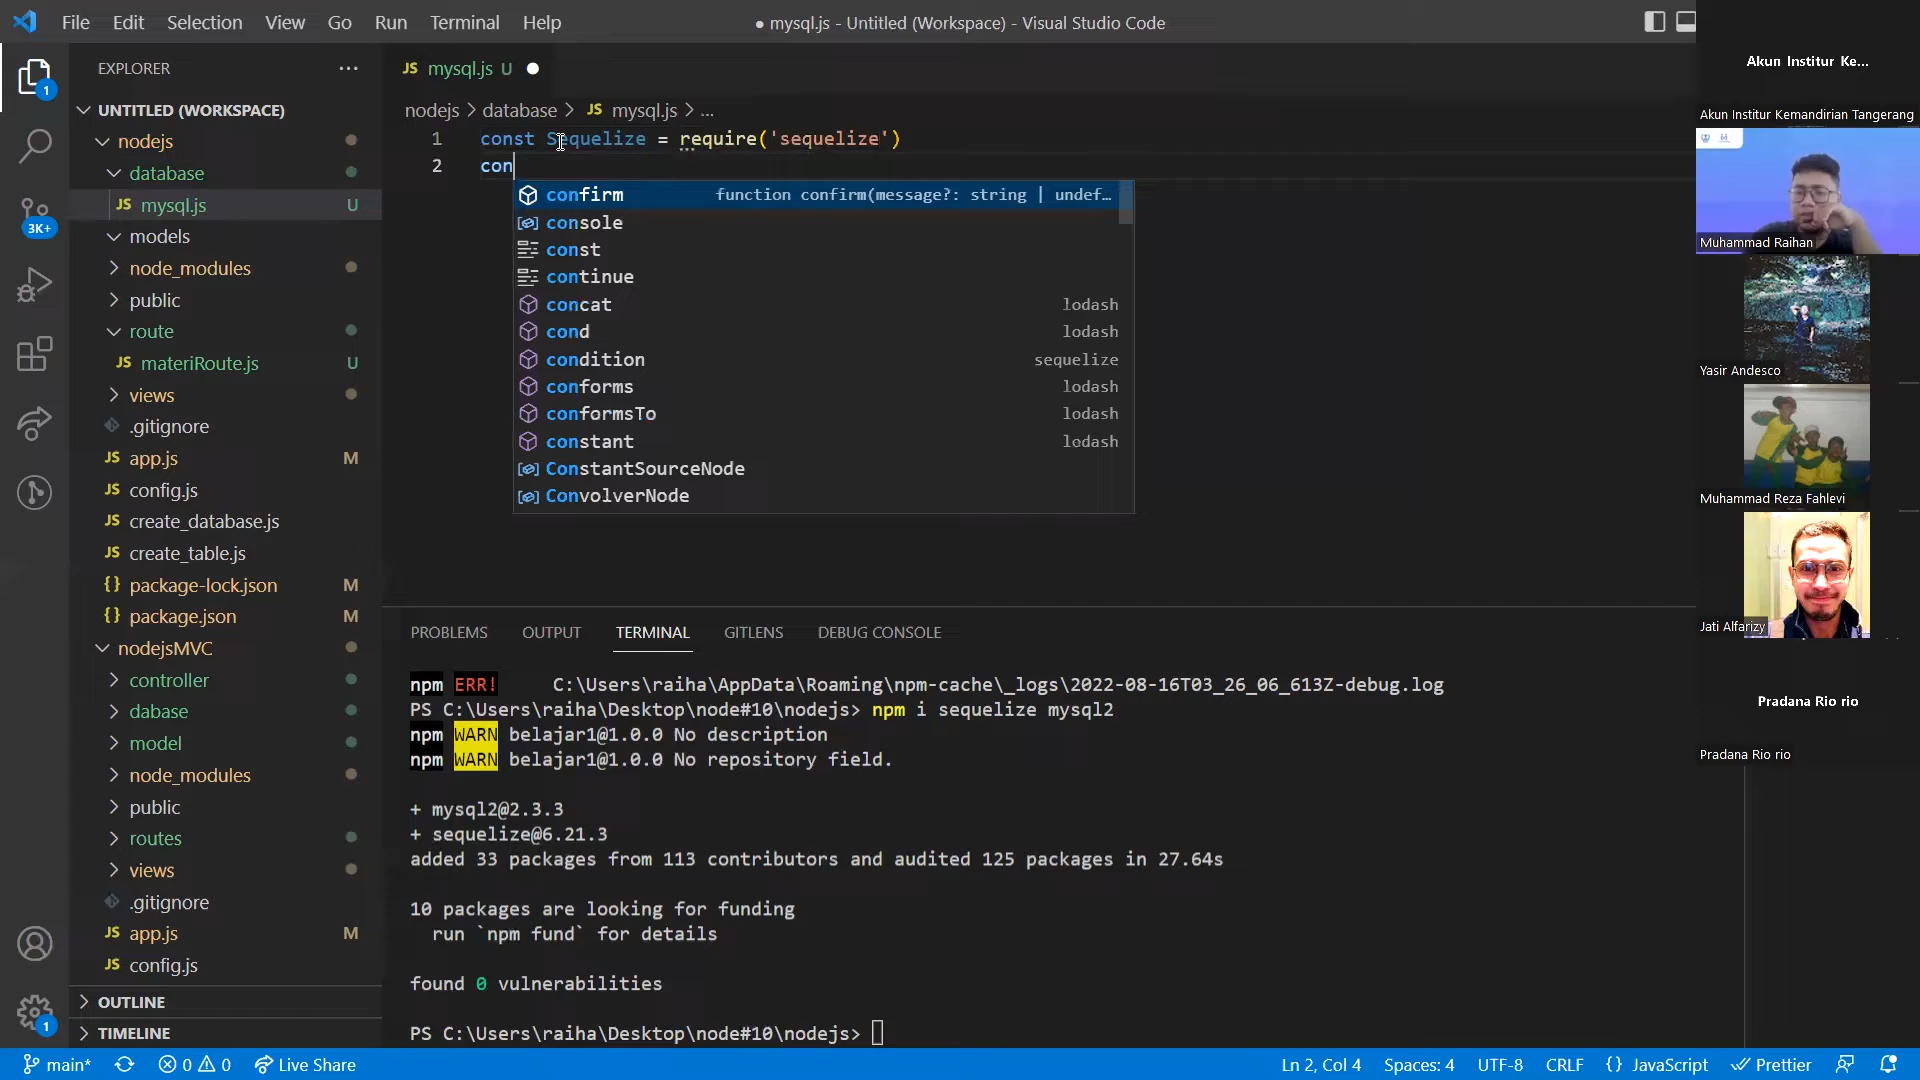 File Edit Selection View Go Run Terminal Help
● mysql.js - Untitled (Workspace) - Visual Studio Code
EXPLORER ...
UNTITLED (WORKSPACE)
nodejs
database
JS mysql.js U
models
node_modules
public
route
JS materiRoute.js U
views
.gitignore
JS app.js M
JS config.js
JS create_database.js
JS create_table.js
{} package-lock.json M
{} package.json M
nodejsMVC
controller
dabase
model
node_modules
public
routes
views
.gitignore
JS app.js M
JS config.js
OUTLINE
TIMELINE
1
3K+
1
JS mysql.js U ●
nodejs > database > JS mysql.js > ...
1 const Sequelize = require('sequelize')
2 con
confirm function confirm(message?: string | undef…
console
const
continue
concat lodash
cond lodash
condition sequelize
conforms lodash
conformsTo lodash
constant lodash
ConstantSourceNode
ConvolverNode
PROBLEMS OUTPUT TERMINAL GITLENS DEBUG CONSOLE
npm ERR! C:\Users\raiha\AppData\Roaming\npm-cache\_logs\2022-08-16T03_26_06_613Z-debug.log
PS C:\Users\raiha\Desktop\node#10\nodejs> npm i sequelize mysql2
npm WARN belajar1@1.0.0 No description
npm WARN belajar1@1.0.0 No repository field.
+ mysql2@2.3.3
+ sequelize@6.21.3
added 33 packages from 113 contributors and audited 125 packages in 27.64s
10 packages are looking for funding
run `npm fund` for details
found 0 vulnerabilities
PS C:\Users\raiha\Desktop\node#10\nodejs>
main* 0 0 Live Share
Ln 2, Col 4 Spaces: 4 UTF-8 CRLF {} JavaScript Prettier
Akun Institur Ke...
Akun Institur Kemandirian Tangerang
Muhammad Raihan
Yasir Andesco
Muhammad Reza Fahlevi
Jati Alfarizy
Pradana Rio rio
Pradana Rio rio